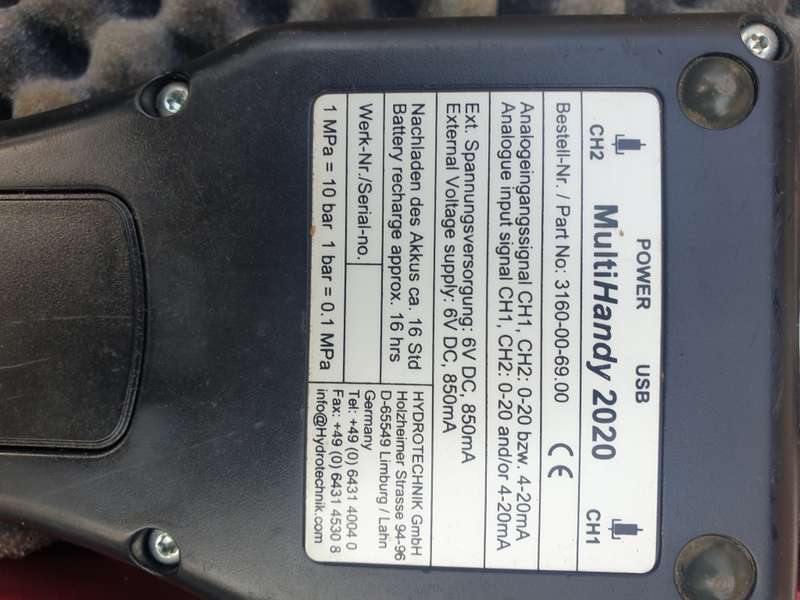 POWER USB
CH2 MultiHandy 2020 CH1
Bestell-Nr. / Part No: 3160-00-69.00 CE
Analogeingangssignal CH1, CH2: 0-20 bzw. 4-20mA
Analogue input signal CH1, CH2: 0-20 and/or 4-20mA
Ext. Spannungsversorgung: 6V DC, 850mA
External Voltage supply: 6V DC, 850mA
Nachladen des Akkus ca. 16 Std
Battery recharge approx. 16 hrs
Werk-Nr./Serial-no.
1 MPa = 10 bar 1 bar = 0.1 MPa
HYDROTECHNIK GmbH
Holzheimer Strasse 94-96
D-65549 Limburg / Lahn
Germany
Tel: +49 (0) 6431 4004 0
Fax: +49 (0) 6431 4530 8
info@Hydrotechnik.com